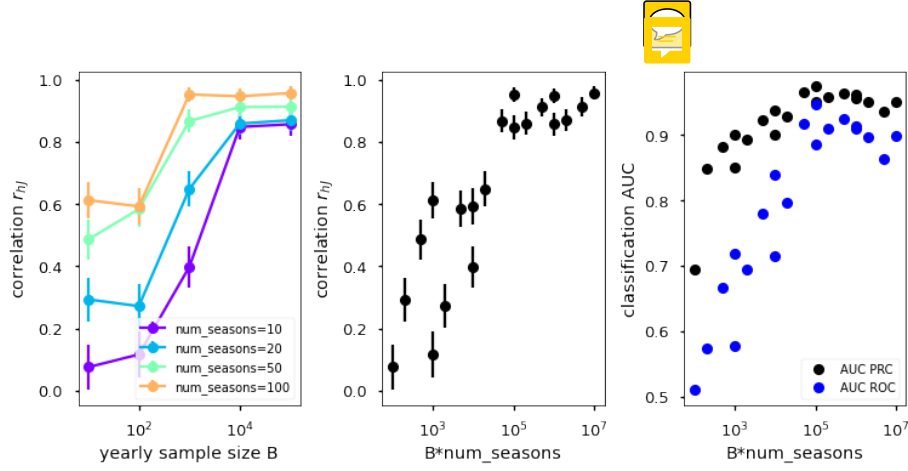 1.0
0.8
0.6
0.4
0.2
0.0
correlation r_hJ
10^2
10^4
yearly sample size B
num_seasons=10
num_seasons=20
num_seasons=50
num_seasons=100
1.0
0.8
0.6
0.4
0.2
0.0
correlation r_hJ
10^3
10^5
10^7
B*num_seasons
0.9
0.8
0.7
0.6
0.5
classification AUC
AUC PRC
AUC ROC
10^3
10^5
10^7
B*num_seasons